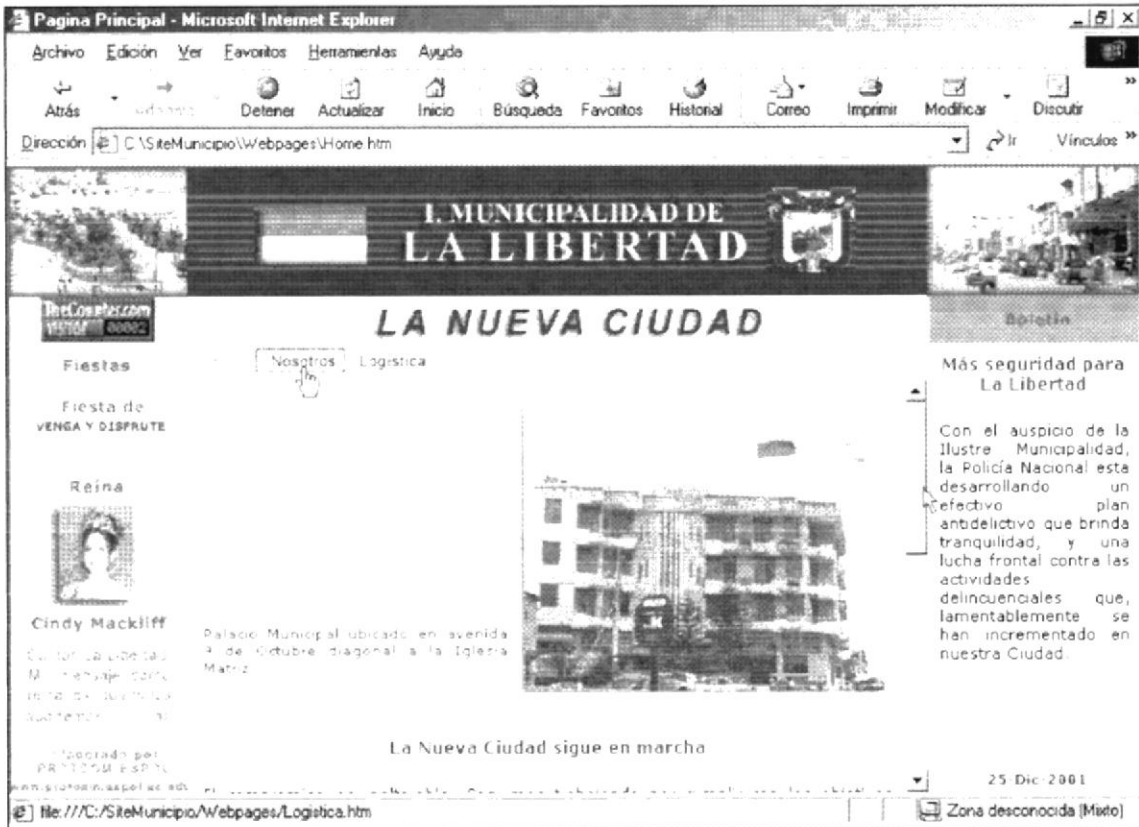 Pagina Principal - Microsoft Internet Explorer
Archivo Edición Ver Favoritos Herramientas Ayuda
Atrás Detener Actualizar Inicio Búsqueda Favoritos Historial Correo Imprimir Modificar Discutir »
Dirección C:\SiteMunicipio\Webpages\Home.htm Ir Vínculos »
I. MUNICIPALIDAD DE
LA LIBERTAD
TheCounter.com
VISITOR 00002
LA NUEVA CIUDAD
Boletin
Fiestas
Nosotros Logistica
Fiesta de
VENGA Y DISFRUTE
Reina
Cindy Mackliff
Palacio Municipal ubicado en avenida
9 de Octubre diagonal a la Iglesia
Matriz
La Nueva Ciudad sigue en marcha
Más seguridad para
La Libertad
Con el auspicio de la
Ilustre Municipalidad,
la Policía Nacional esta
desarrollando un
efectivo plan
antidelictivo que brinda
tranquilidad, y una
lucha frontal contra las
actividades
delincuenciales que,
lamentablemente se
han incrementado en
nuestra Ciudad.
25-Dic-2001
file:///C:/SiteMunicipio/Webpages/Logistica.htm Zona desconocida (Mixto)